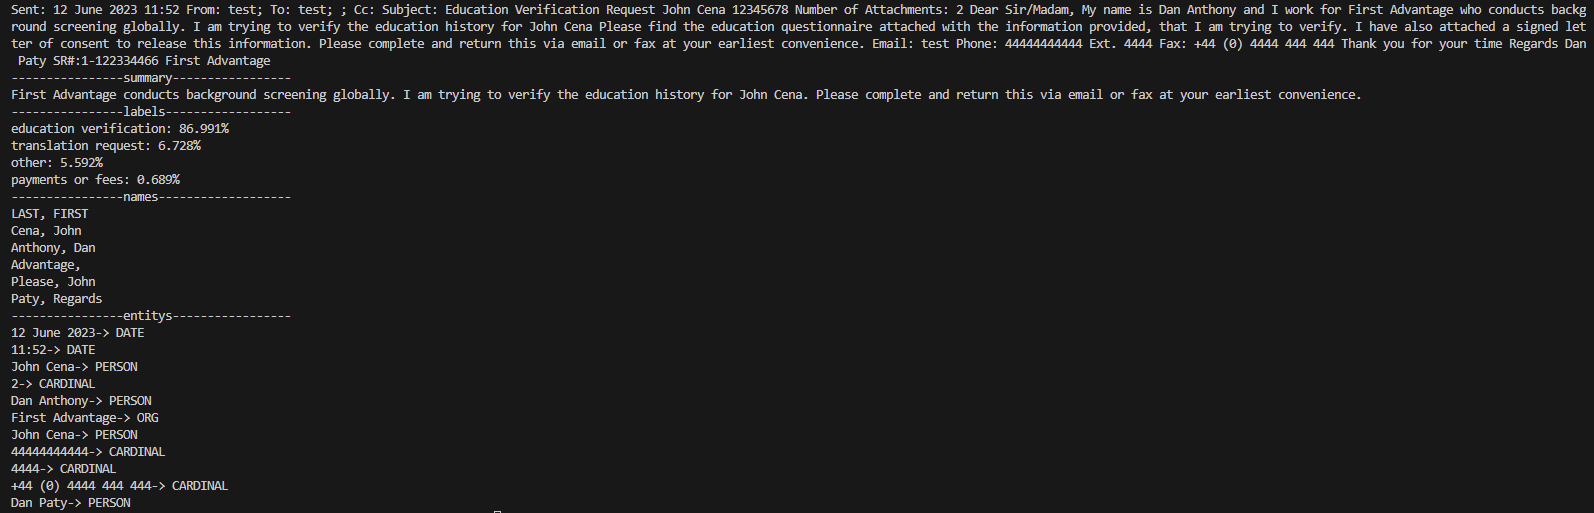 Sent: 12 June 2023 11:52 From: test; To: test; ; Cc: Subject: Education Verification Request John Cena 12345678 Number of Attachments: 2 Dear Sir/Madam, My name is Dan Anthony and I work for First Advantage who conducts backg
round screening globally. I am trying to verify the education history for John Cena Please find the education questionnaire attached with the information provided, that I am trying to verify. I have also attached a signed let
ter of consent to release this information. Please complete and return this via email or fax at your earliest convenience. Email: test Phone: 44444444444 Ext. 4444 Fax: +44 (0) 4444 444 444 Thank you for your time Regards Dan
 Paty SR#:1-122334466 First Advantage
----------------summary-----------------
First Advantage conducts background screening globally. I am trying to verify the education history for John Cena. Please complete and return this via email or fax at your earliest convenience.
----------------labels------------------
education verification: 86.991%
translation request: 6.728%
other: 5.592%
payments or fees: 0.689%
----------------names-------------------
LAST, FIRST
Cena, John
Anthony, Dan
Advantage,
Please, John
Paty, Regards
----------------entitys-----------------
12 June 2023-> DATE
11:52-> DATE
John Cena-> PERSON
2-> CARDINAL
Dan Anthony-> PERSON
First Advantage-> ORG
John Cena-> PERSON
44444444444-> CARDINAL
4444-> CARDINAL
+44 (0) 4444 444 444-> CARDINAL
Dan Paty-> PERSON